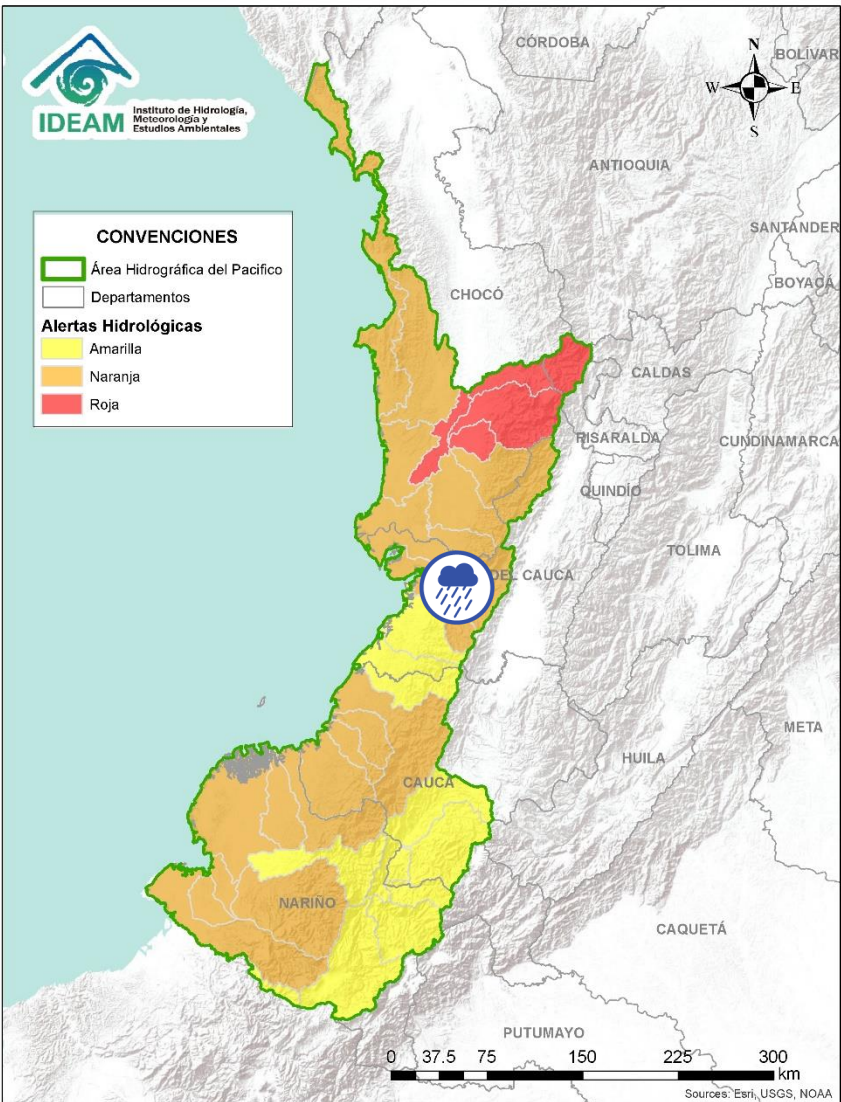 IDEAM
Instituto de Hidrología,
Meteorología y
Estudios Ambientales
CÓRDOBA
BOLIVAR
N
W E
S
ANTIOQUIA
SANTANDER
BOYACÁ
CONVENCIONES
Área Hidrográfica del Pacifico
Departamentos
Alertas Hidrológicas
Amarilla
Naranja
Roja
CHOCÓ
CALDAS
RISARALDA
CUNDINAMARCA
QUINDÍO
TOLIMA
DEL CAUCA
META
HUILA
CAUCA
NARIÑO
CAQUETÁ
PUTUMAYO
0 37.5 75 150 225 300
km
Sources: Esri, USGS, NOAA